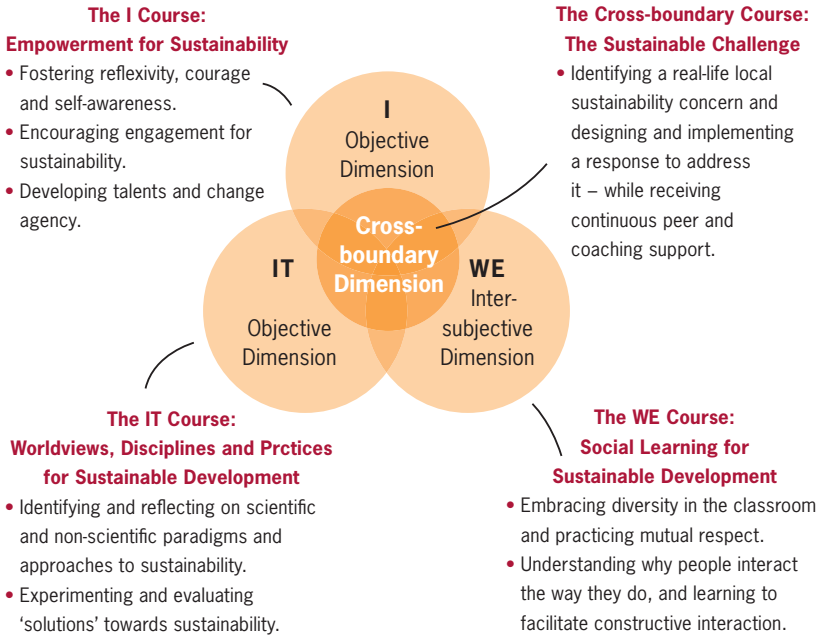 The I Course:
Empowerment for Sustainability
• Fostering reflexivity, courage
and self-awareness.
• Encouraging engagement for
sustainability.
• Developing talents and change
agency.
The Cross-boundary Course:
The Sustainable Challenge
• Identifying a real-life local
sustainability concern and
designing and implementing
a response to address
it – while receiving
continuous peer and
coaching support.
I
Objective
Dimension
Cross-
boundary
Dimension
IT
Objective
Dimension
WE
Inter-
subjective
Dimension
The IT Course:
Worldviews, Disciplines and Prctices
for Sustainable Development
• Identifying and reflecting on scientific
and non-scientific paradigms and
approaches to sustainability.
• Experimenting and evaluating
‘solutions’ towards sustainability.
The WE Course:
Social Learning for
Sustainable Development
• Embracing diversity in the classroom
and practicing mutual respect.
• Understanding why people interact
the way they do, and learning to
facilitate constructive interaction.